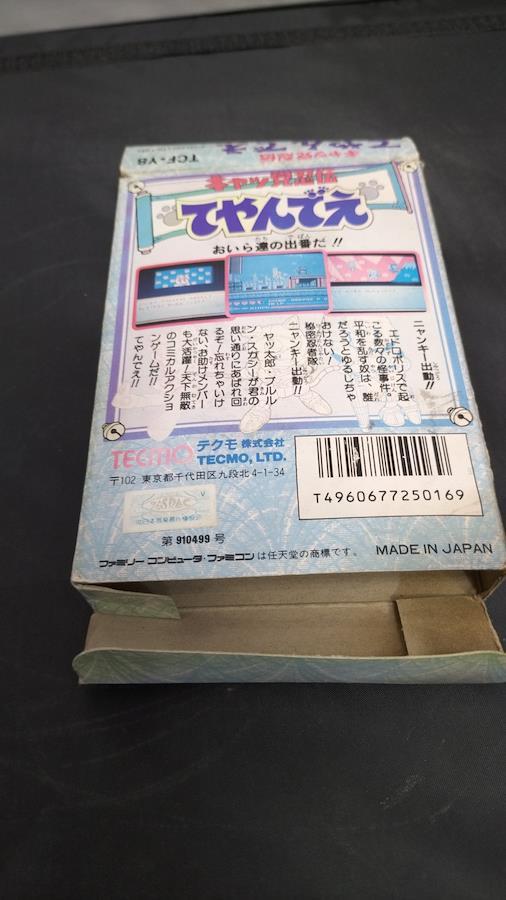 TCF-Y8
キャッ党忍伝
てやんでえ
てやんでえ
おいら達の出番だ!!
ニャンキー出動!!
エドロポリスで起
こる数々の怪事件。
平和を乱す奴は、誰
だろうとゆるしちゃ
おけない!
秘密忍者隊
ニャンキー出動!!
ヤツ太郎・プルル
ン・スカシーが君の
思い通りにあばれ回
るぞ!忘れちゃいけ
ない、お助けメンバー
も大活躍!天下無敵
のコミカルアクショ
ンゲームだ!!
てやんでえ!!
TECMO
テクモ株式会社
TECMO, LTD.
〒102 東京都千代田区九段北4-1-34
T4960677250169
第 910499 号
ファミリーコンピュータ・ファミコンは任天堂の商標です。
MADE IN JAPAN